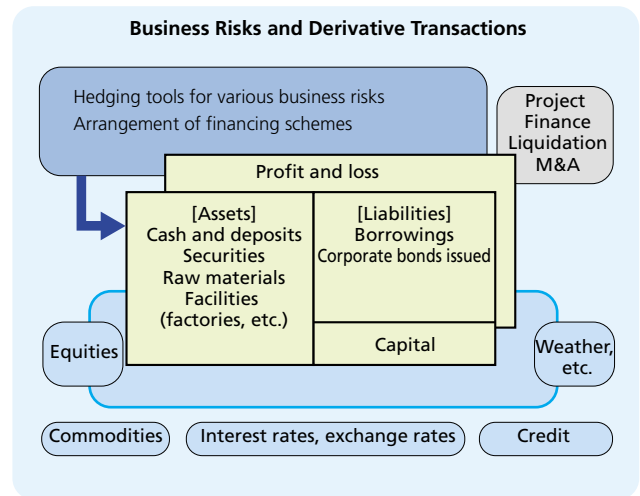 Business Risks and Derivative Transactions
Hedging tools for various business risks
Arrangement of financing schemes
Project
Finance
Liquidation
M&A
Profit and loss
[Assets]
Cash and deposits
Securities
Raw materials
Facilities
(factories, etc.)
[Liabilities]
Borrowings
Corporate bonds issued
Capital
Equities
Weather,
etc.
Commodities
Interest rates, exchange rates
Credit